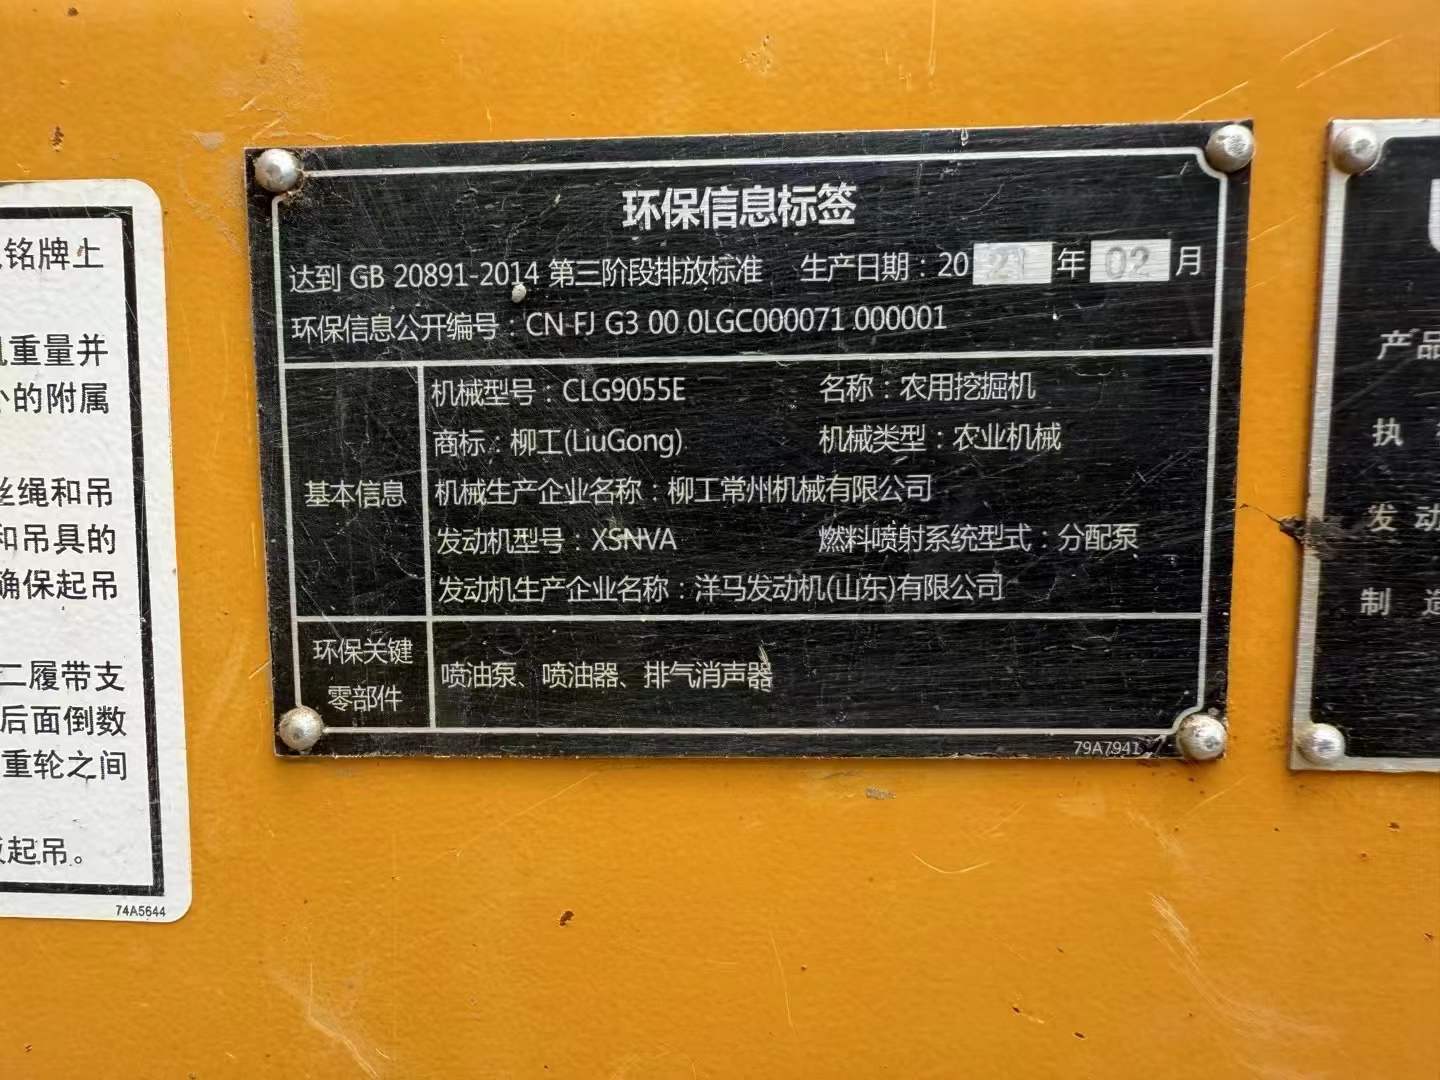 环保信息标签
达到 GB 20891-2014 第三阶段排放标准 生产日期：2021年02月
环保信息公开编号：CN FJ G3 00 0LGC000071 000001
基本信息
机械型号：CLG9055E 名称：农用挖掘机
商标：柳工(LiuGong) 机械类型：农业机械
机械生产企业名称：柳工常州机械有限公司
发动机型号：XSNVA 燃料喷射系统型式：分配泵
发动机生产企业名称：洋马发动机(山东)有限公司
环保关键
零部件
喷油泵、喷油器、排气消声器
79A7941
铭牌上
重量并
的附属
绳和吊
和吊具的
确保起吊
二履带支
后面倒数
重轮之间
起吊。
74A5644
产品
执
发 动
制 造